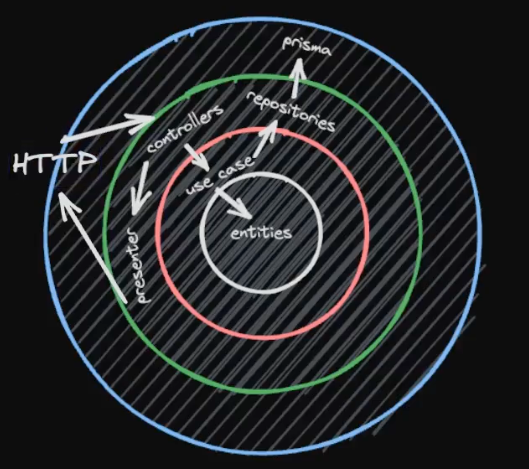 prisma
repositories
controllers
HTTP
use case
entities
presenter